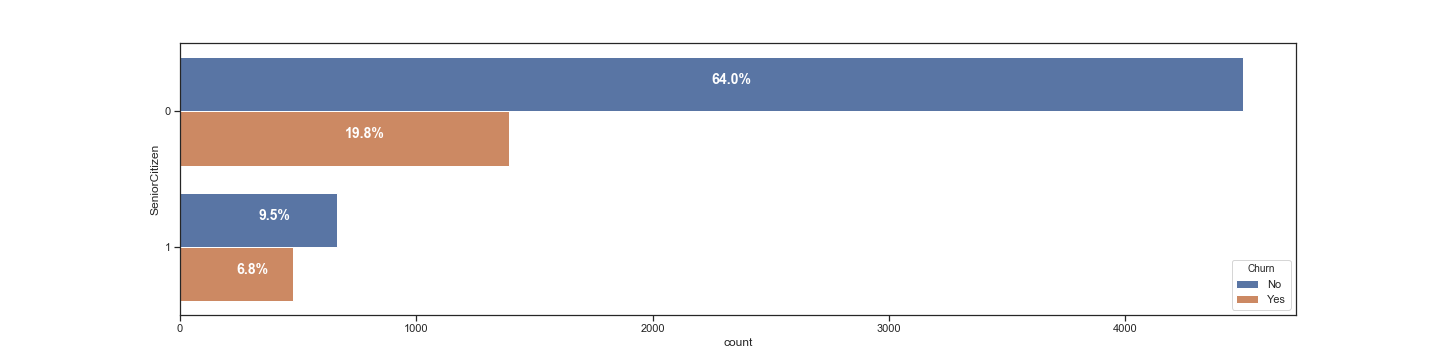 64.0%
0
19.8%
SeniorCitizen
9.5%
1
6.8%
Churn
No
Yes
0 1000 2000 3000 4000
count